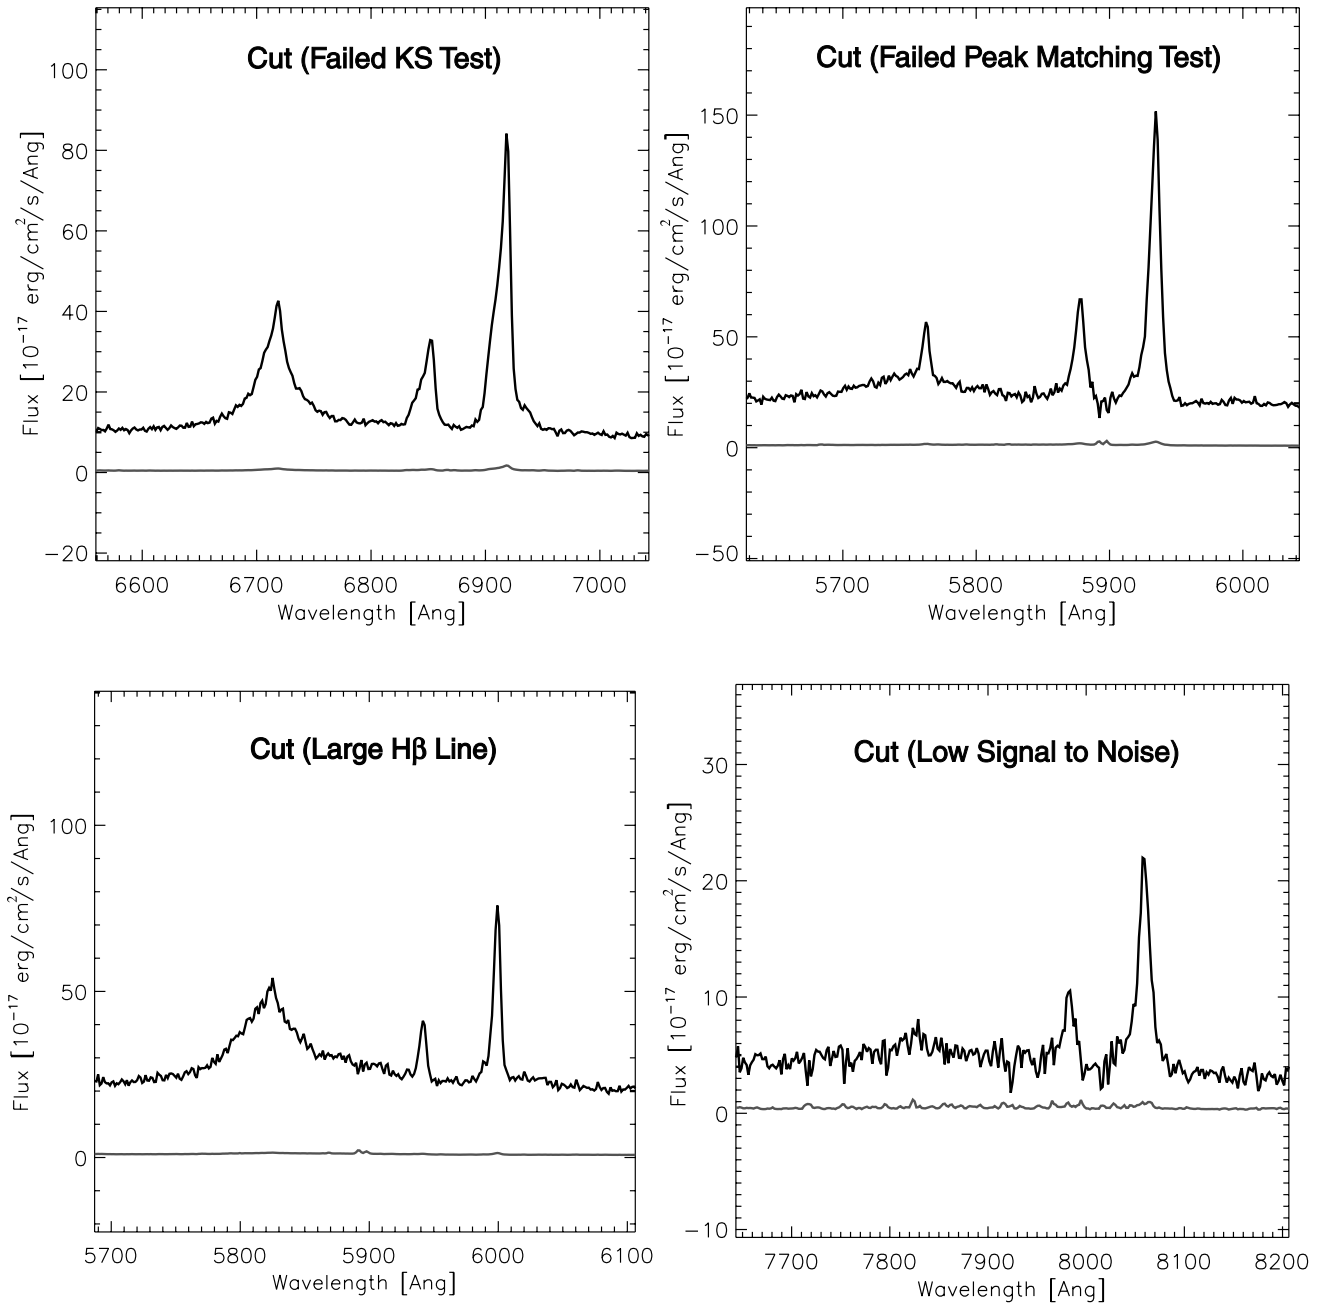 Cut (Failed KS Test)
100
80
60
40
20
0
−20
Flux [10⁻¹⁷ erg/cm²/s/Ang]
6600 6700 6800 6900 7000
Wavelength [Ang]
Cut (Failed Peak Matching Test)
150
100
50
0
−50
Flux [10⁻¹⁷ erg/cm²/s/Ang]
5700 5800 5900 6000
Wavelength [Ang]
Cut (Large Hβ Line)
100
50
0
Flux [10⁻¹⁷ erg/cm²/s/Ang]
5700 5800 5900 6000 6100
Wavelength [Ang]
Cut (Low Signal to Noise)
30
20
10
0
−10
Flux [10⁻¹⁷ erg/cm²/s/Ang]
7700 7800 7900 8000 8100 8200
Wavelength [Ang]